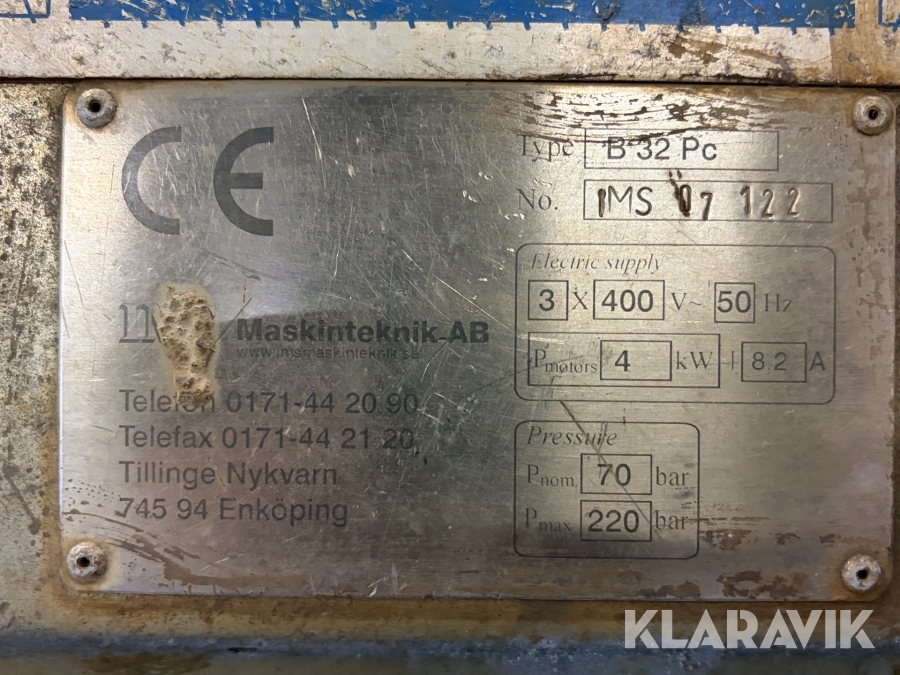 CE
Type B 32 Pc
No. IMS 07 122
Electric supply
3 X 400 V~ 50 Hz
Pmotors 4 kW 8.2 A
Maskinteknik AB
www.imsmaskinteknik.se
Telefon 0171-44 20 90
Telefax 0171-44 21 20
Tillinge Nykvarn
745 94 Enköping
Pressure
Pnom. 70 bar
Pmax 220 bar
KLARAVIK